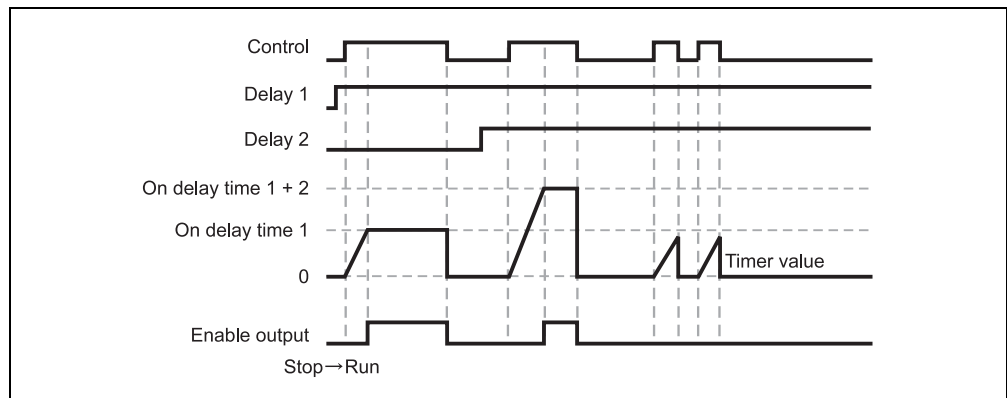 Control
Delay 1
Delay 2
On delay time 1 + 2
On delay time 1
0
Timer value
Enable output
Stop→Run